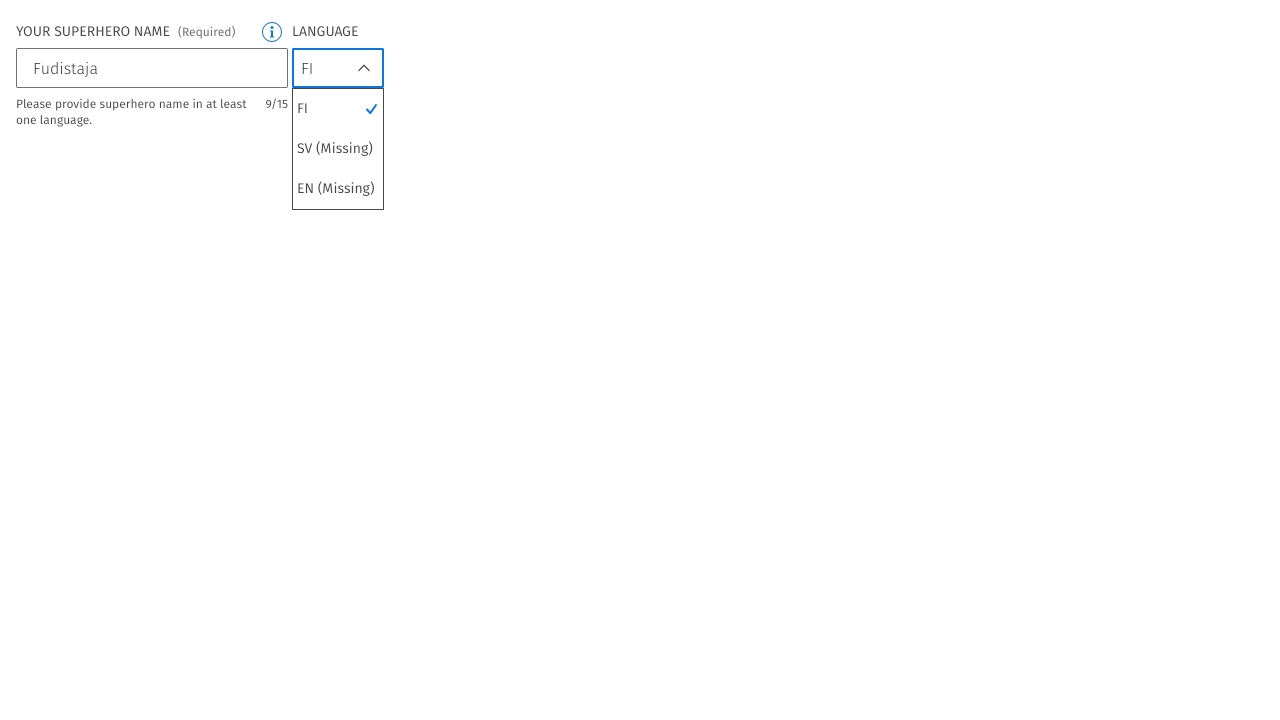 YOUR SUPERHERO NAME (Required)
LANGUAGE
Fudistaja
FI
Please provide superhero name in at least
one language.
9/15
FI
SV (Missing)
EN (Missing)